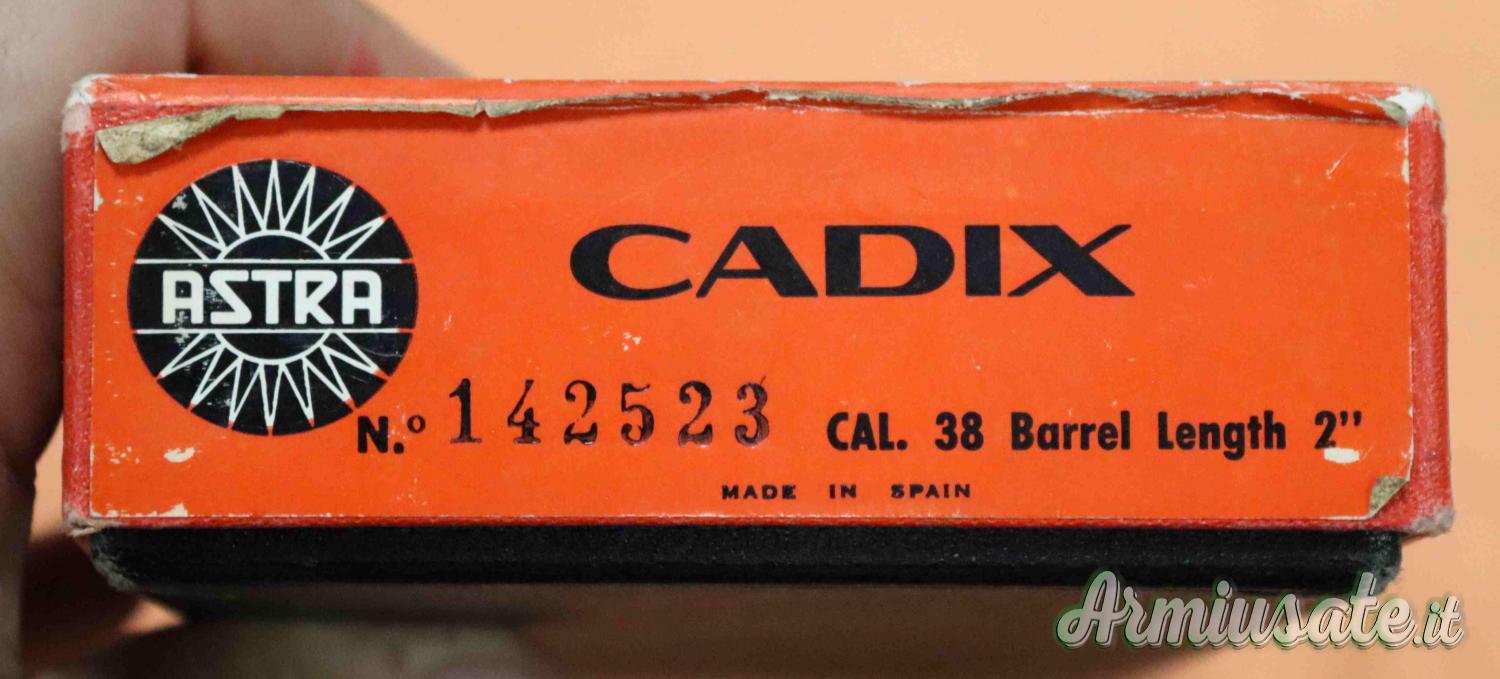 ASTRA
CADIX
N.º 142523 CAL. 38 Barrel Length 2"
MADE IN SPAIN
Armiusate.it